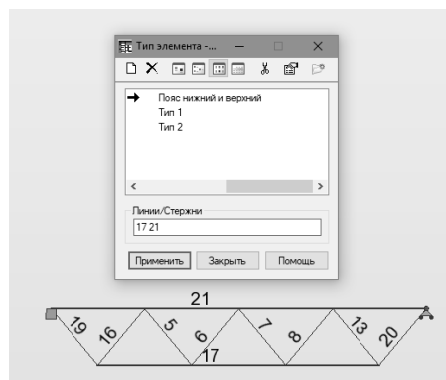 Тип элемента -...
Пояс нижний и верхний
Тип 1
Тип 2
Линии/Стержни
17 21
Применить Закрыть Помощь
21
19 16 5 6 7 8 13 20
17